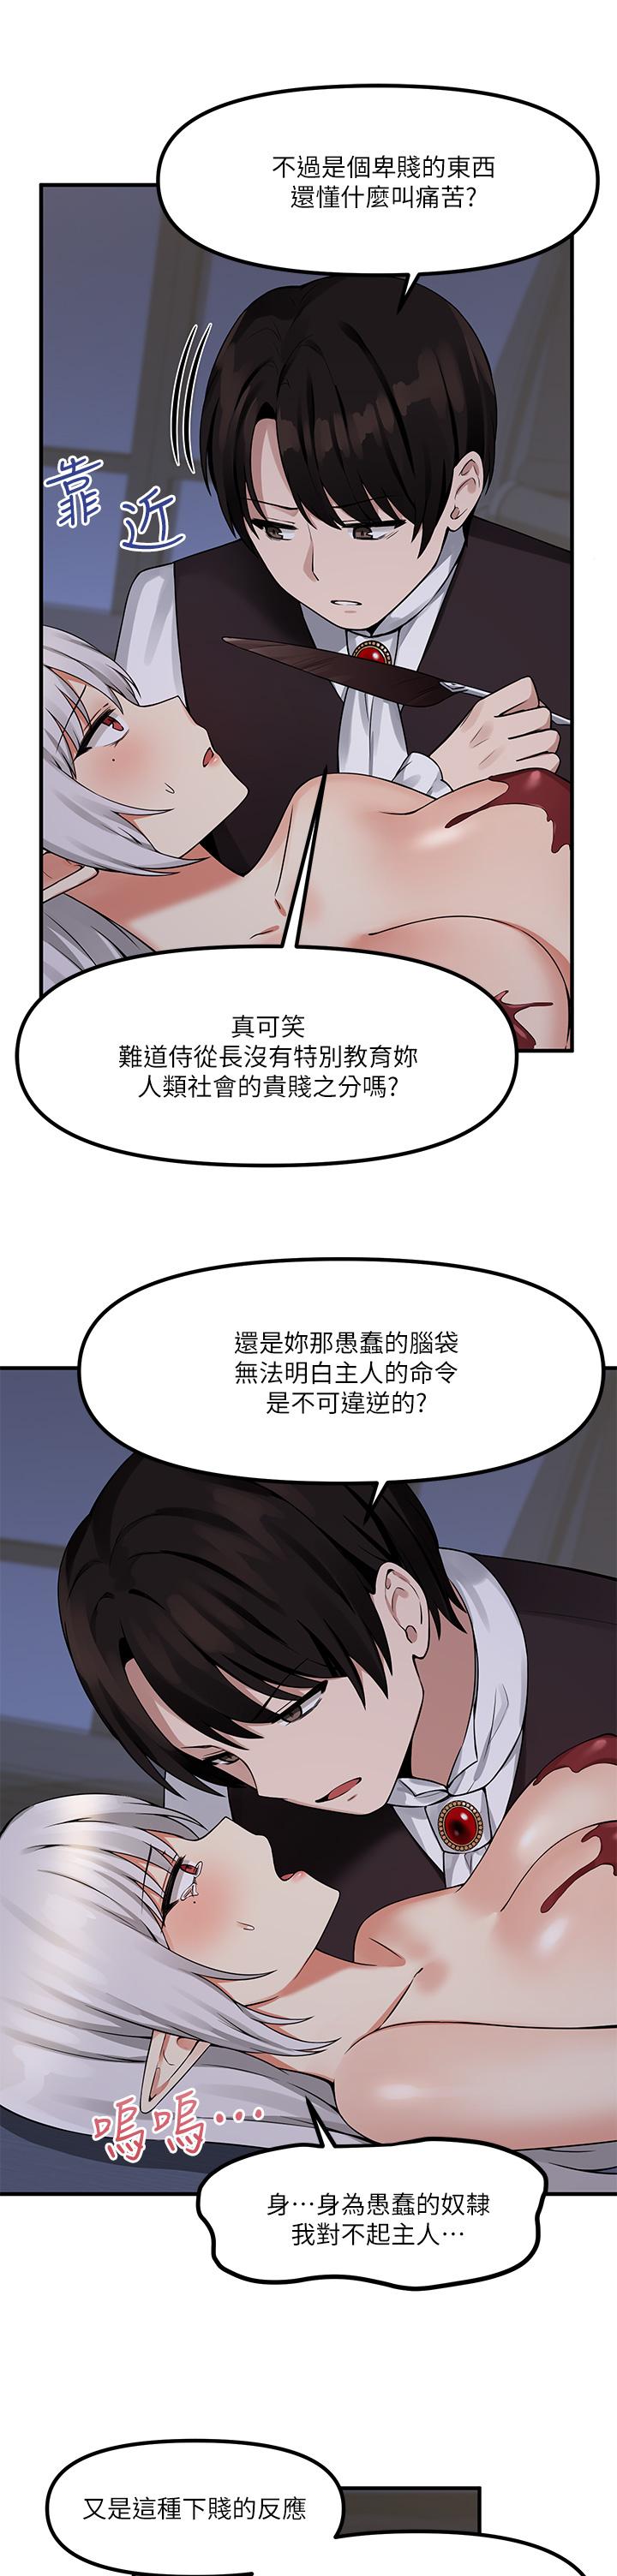 不過是個卑賤的東西
還懂什麼叫痛苦?
靠近
真可笑
難道侍從長沒有特別教育妳
人類社會的貴賤之分嗎?
還是妳那愚蠢的腦袋
無法明白主人的命令
是不可違逆的?
嗚嗚…
身…身為愚蠢的奴隸
我對不起主人…
又是這種下賤的反應